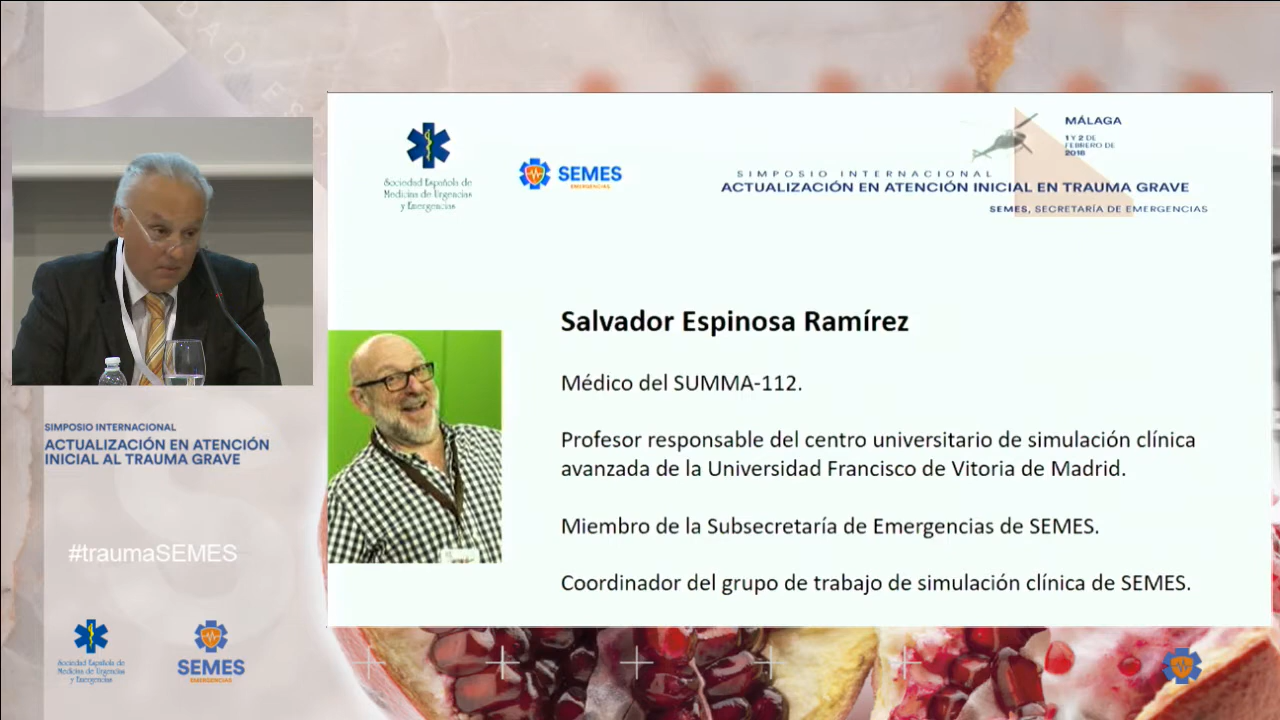 Sociedad Española de
Medicina de Urgencias
y Emergencias
SEMES
EMERGENCIAS
MÁLAGA
1 Y 2 DE
FEBRERO DE
2018
SIMPOSIO INTERNACIONAL
ACTUALIZACIÓN EN ATENCIÓN INICIAL EN TRAUMA GRAVE
SEMES, SECRETARÍA DE EMERGENCIAS
Salvador Espinosa Ramírez
Médico del SUMMA-112.
Profesor responsable del centro universitario de simulación clínica
avanzada de la Universidad Francisco de Vitoria de Madrid.
Miembro de la Subsecretaría de Emergencias de SEMES.
Coordinador del grupo de trabajo de simulación clínica de SEMES.
SIMPOSIO INTERNACIONAL
ACTUALIZACIÓN EN ATENCIÓN
INICIAL AL TRAUMA GRAVE
#traumaSEMES
Sociedad Española de
Medicina de Urgencias
y Emergencias
SEMES
EMERGENCIAS